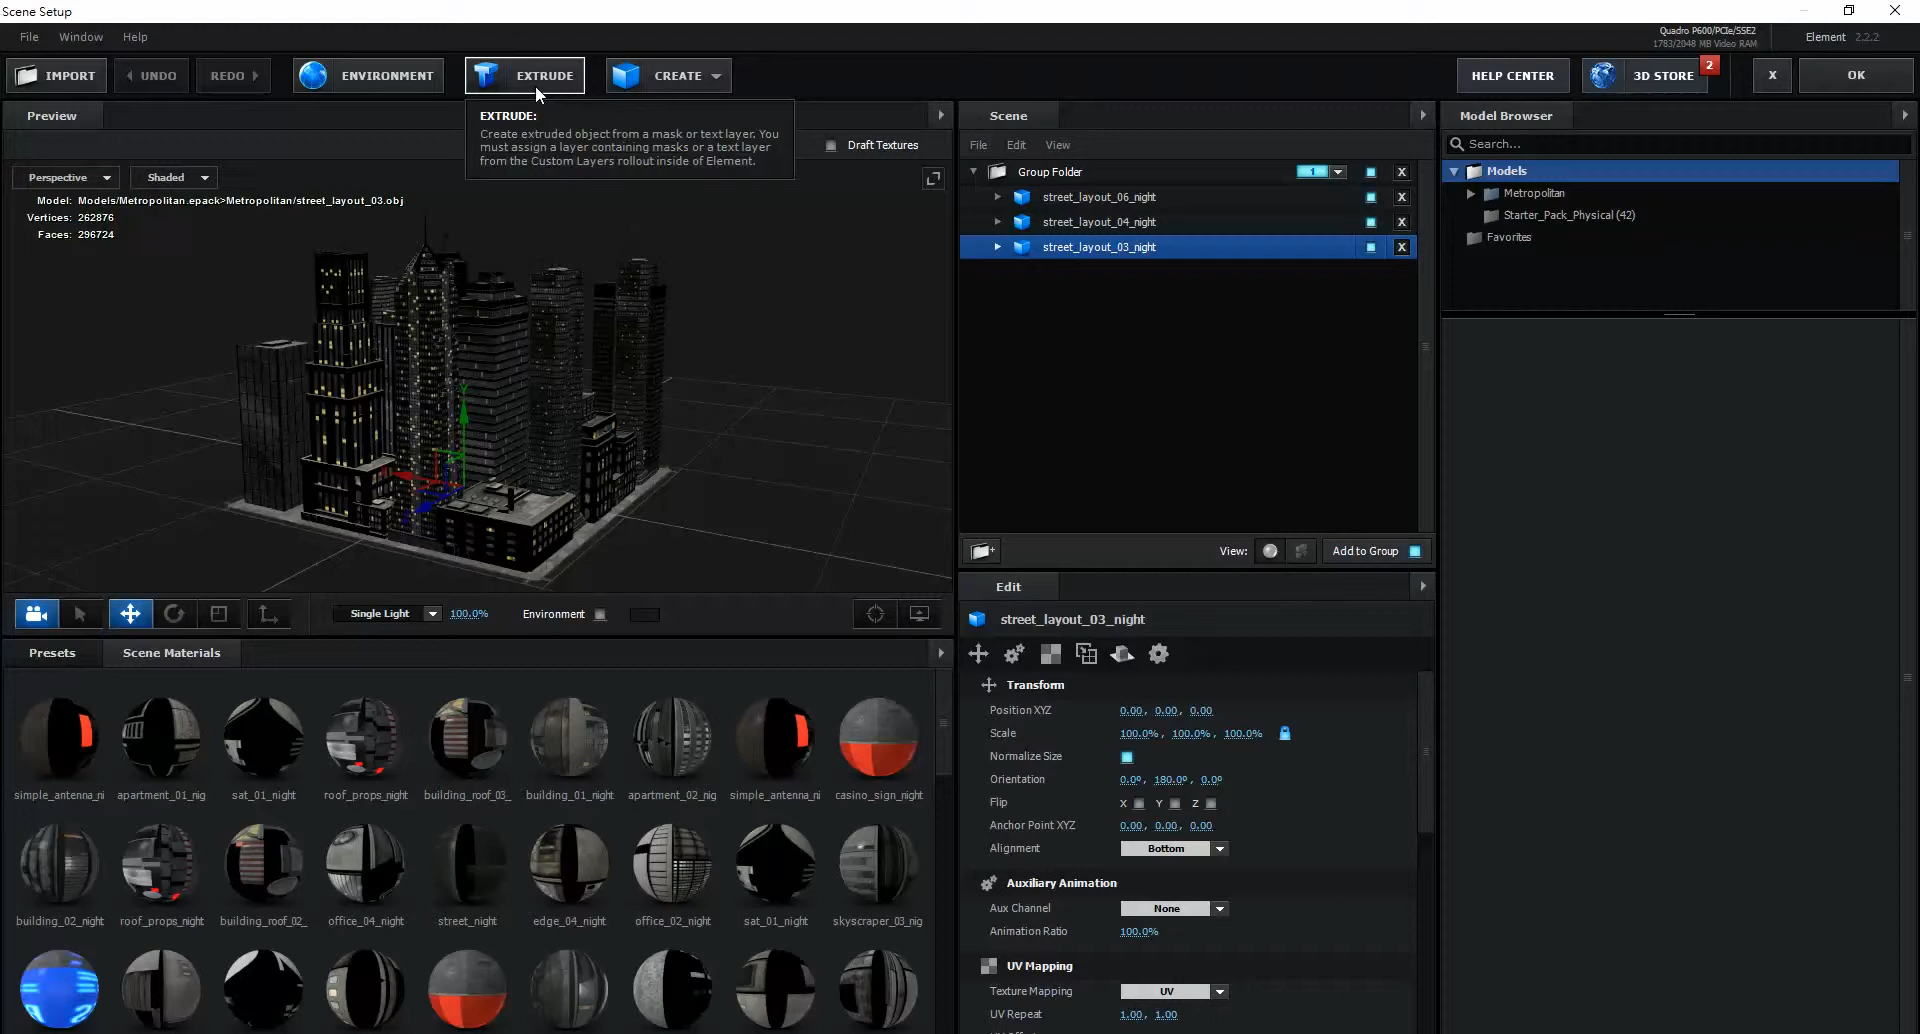 Scene Setup
File Window Help
Quadro P600/PCIe/SSE2
1783/2048 MB Video RAM
Element 2.2.2
IMPORT UNDO REDO ENVIRONMENT EXTRUDE CREATE HELP CENTER 3D STORE 2 X OK
Preview
EXTRUDE:
Create extruded object from a mask or text layer. You
must assign a layer containing masks or a text layer
from the Custom Layers rollout inside of Element.
Draft Textures
Perspective Shaded
Model: Models/Metropolitan.epack>Metropolitan/street_layout_03.obj
Vertices: 262876
Faces: 296724
Y
Single Light 100.0% Environment
Presets Scene Materials
simple_antenna_ni apartment_01_nig sat_01_night roof_props_night building_roof_03_ building_01_night apartment_02_nig simple_antenna_ni casino_sign_night
building_02_night roof_props_night building_roof_02_ office_04_night street_night edge_04_night office_02_night sat_01_night skyscraper_03_nig
Scene
File Edit View
Group Folder 1 X
street_layout_06_night X
street_layout_04_night X
street_layout_03_night X
View: Add to Group
Edit
street_layout_03_night
Transform
Position XYZ 0.00, 0.00, 0.00
Scale 100.0%, 100.0%, 100.0%
Normalize Size
Orientation 0.0º, 180.0º, 0.0º
Flip X Y Z
Anchor Point XYZ 0.00, 0.00, 0.00
Alignment Bottom
Auxiliary Animation
Aux Channel None
Animation Ratio 100.0%
UV Mapping
Texture Mapping UV
UV Repeat 1.00, 1.00
Model Browser
Search...
Models
Metropolitan
Starter_Pack_Physical (42)
Favorites